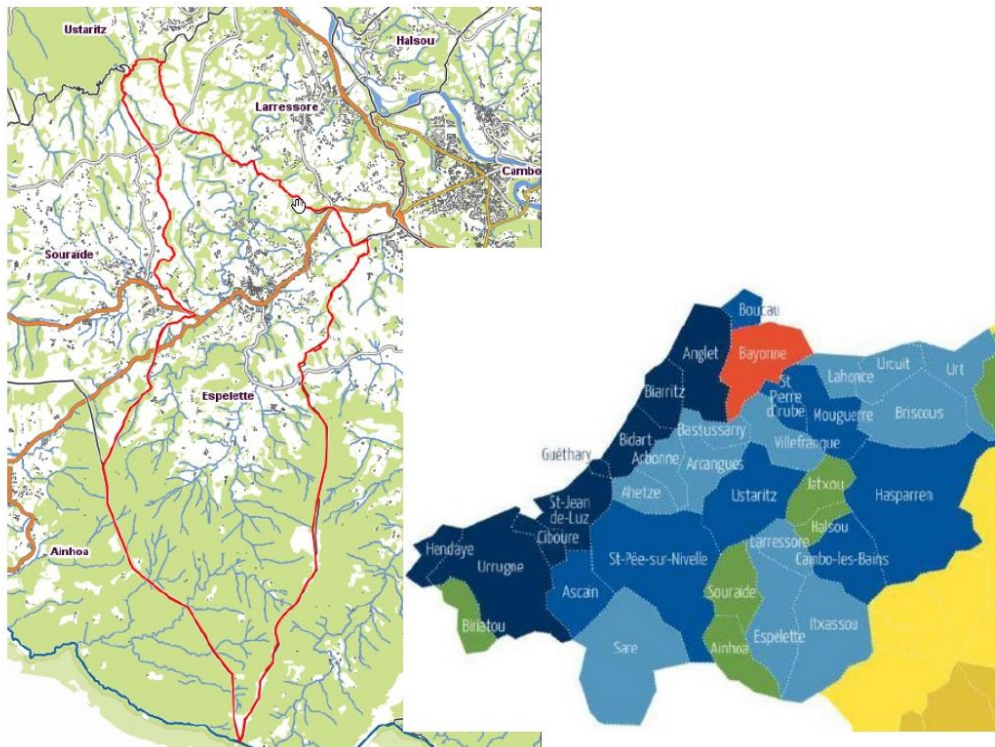 Ustaritz
Halsou
Larressore
Cambo
Souraïde
Espelette
Ainhoa
Boucau
Anglet
Bayonne
Biarritz
St
Pierre
d'rube
Lahonce
Urcuit
Urt
Mouguerre
Briscous
Bidart
Bassussarry
Villefranque
Guéthary
Arbonne
Arcangues
Ahetze
Ustaritz
Jatxou
Hasparren
St-Jean
de-Luz
Halsou
Ciboure
Larressore
Hendaye
Urrugne
St-Pée-sur-Nivelle
Cambo-les-Bains
Ascain
Souraide
Biriatou
Sare
Ainhoa
Espelette
Itxassou